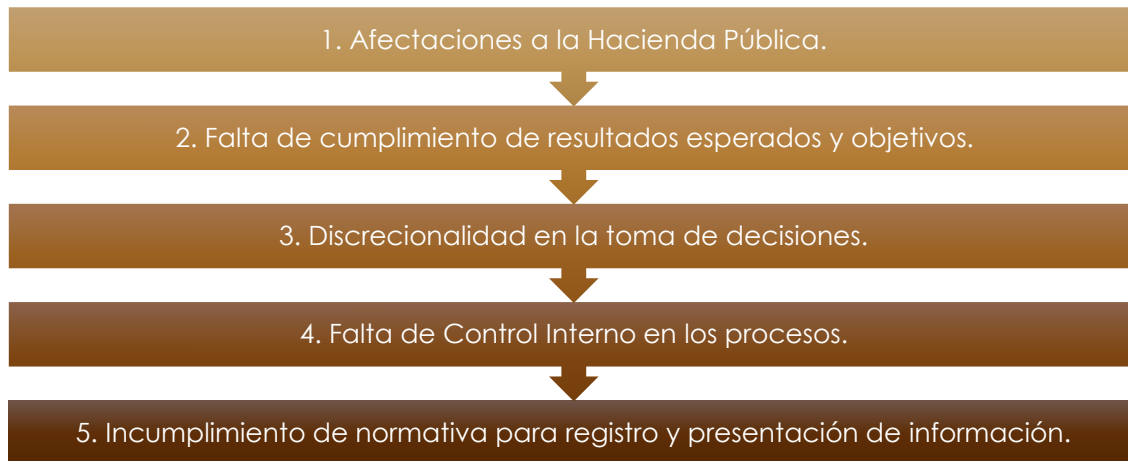 1. Afectaciones a la Hacienda Pública.
2. Falta de cumplimiento de resultados esperados y objetivos.
3. Discrecionalidad en la toma de decisiones.
4. Falta de Control Interno en los procesos.
5. Incumplimiento de normativa para registro y presentación de información.